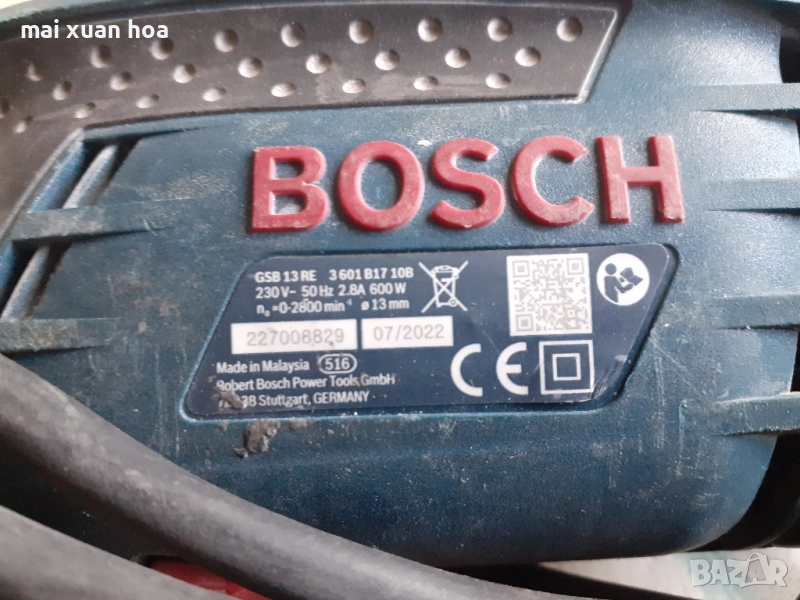 mai xuan hoa
BOSCH
GSB 13 RE 3 601 B17 10B
230 V~ 50 Hz 2.8A 600 W
n₀ =0-2800 min⁻¹ ⌀ 13 mm
227008829 07/2022
Made in Malaysia 516
Robert Bosch Power Tools GmbH
Stuttgart, GERMANY
CE
BAZAR